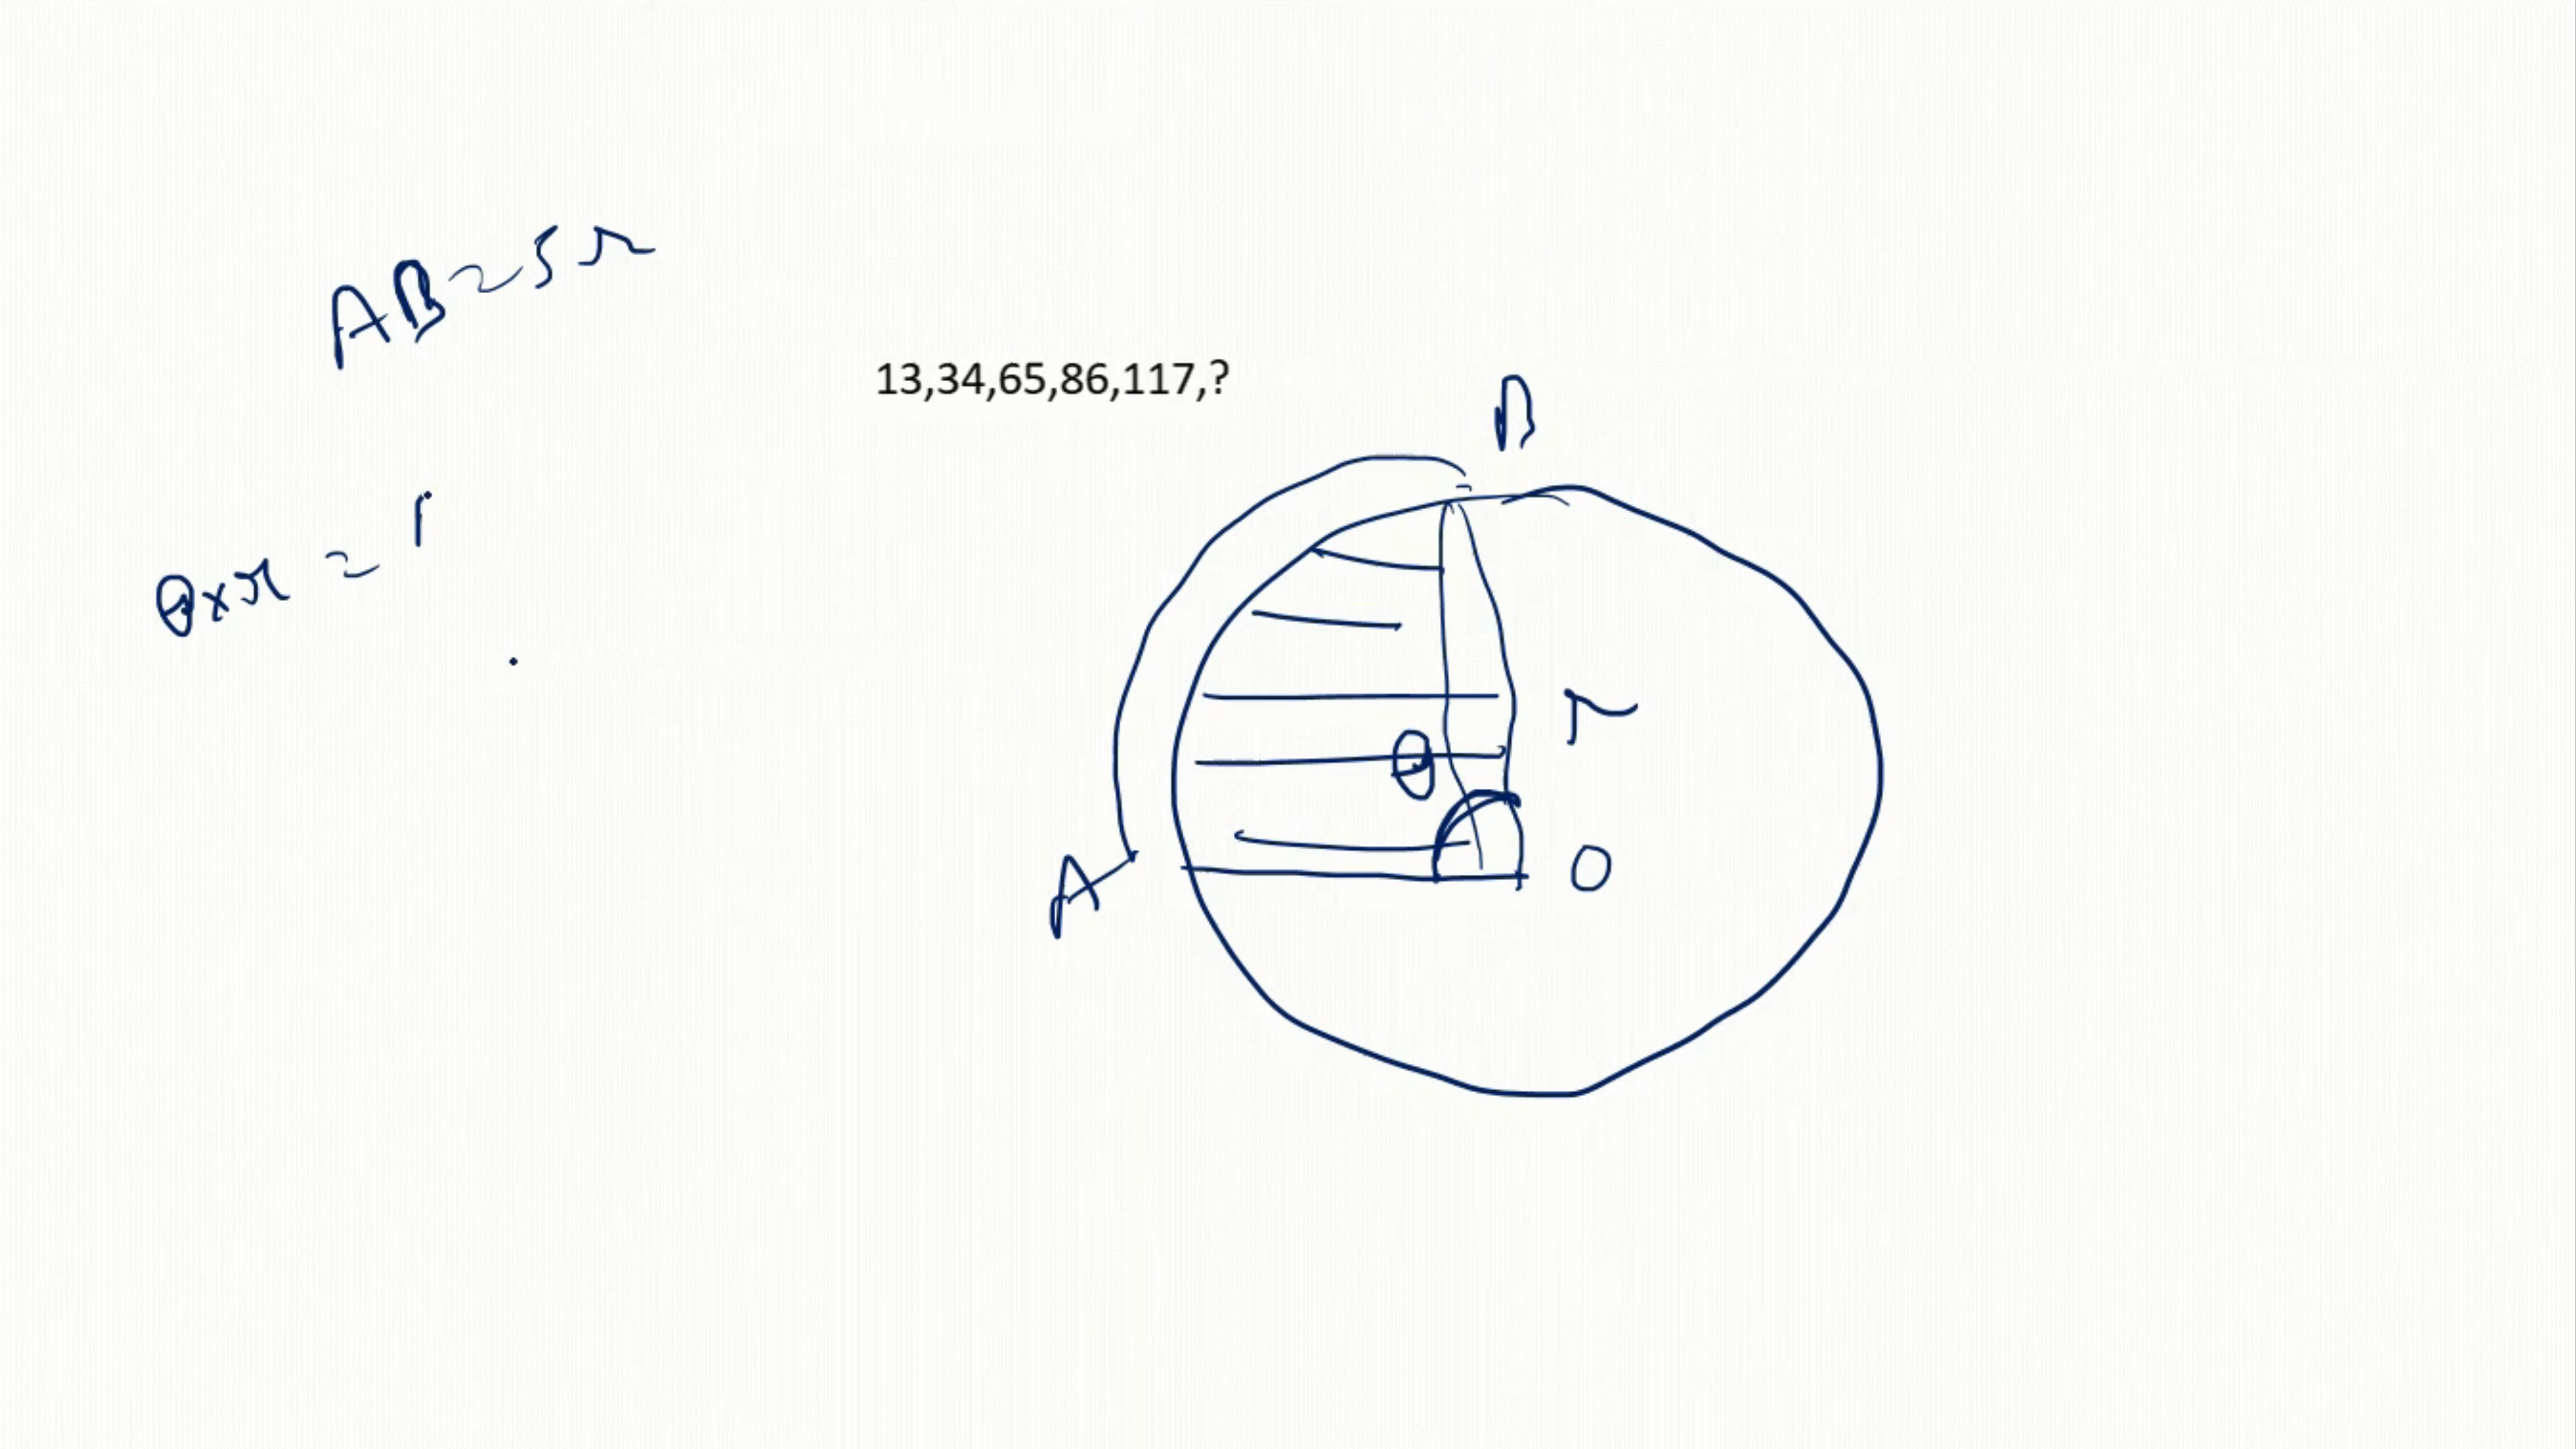 AB = 5r
13,34,65,86,117,?
B
θ×r =
θ
r
A
O